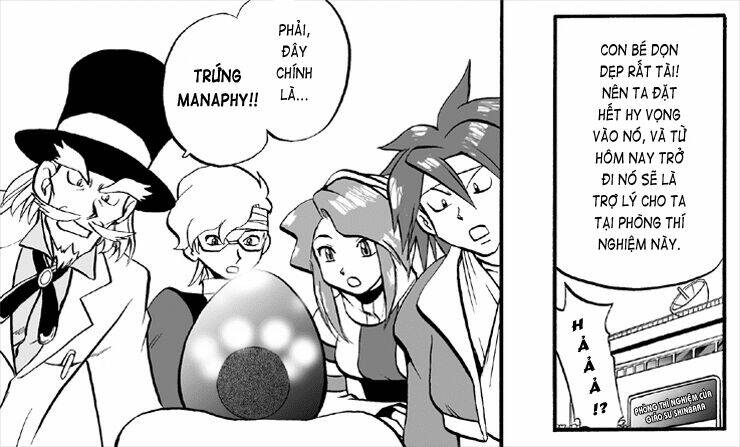 CON BÉ DỌN
DẸP RẤT TÀI!
NÊN TA ĐẶT
HẾT HY VỌNG
VÀO NÓ, VÀ TỪ
HÔM NAY TRỞ
ĐI NÓ SẼ LÀ
TRỢ LÝ CHO TA
TẠI PHÒNG THÍ
NGHIỆM NÀY.
HẢẢẢ!?
PHÒNG THÍ NGHIỆM CỦA
GIÁO SƯ SHINBARA
PHẢI,
ĐÂY
CHÍNH
LÀ...
TRỨNG
MANAPHY!!